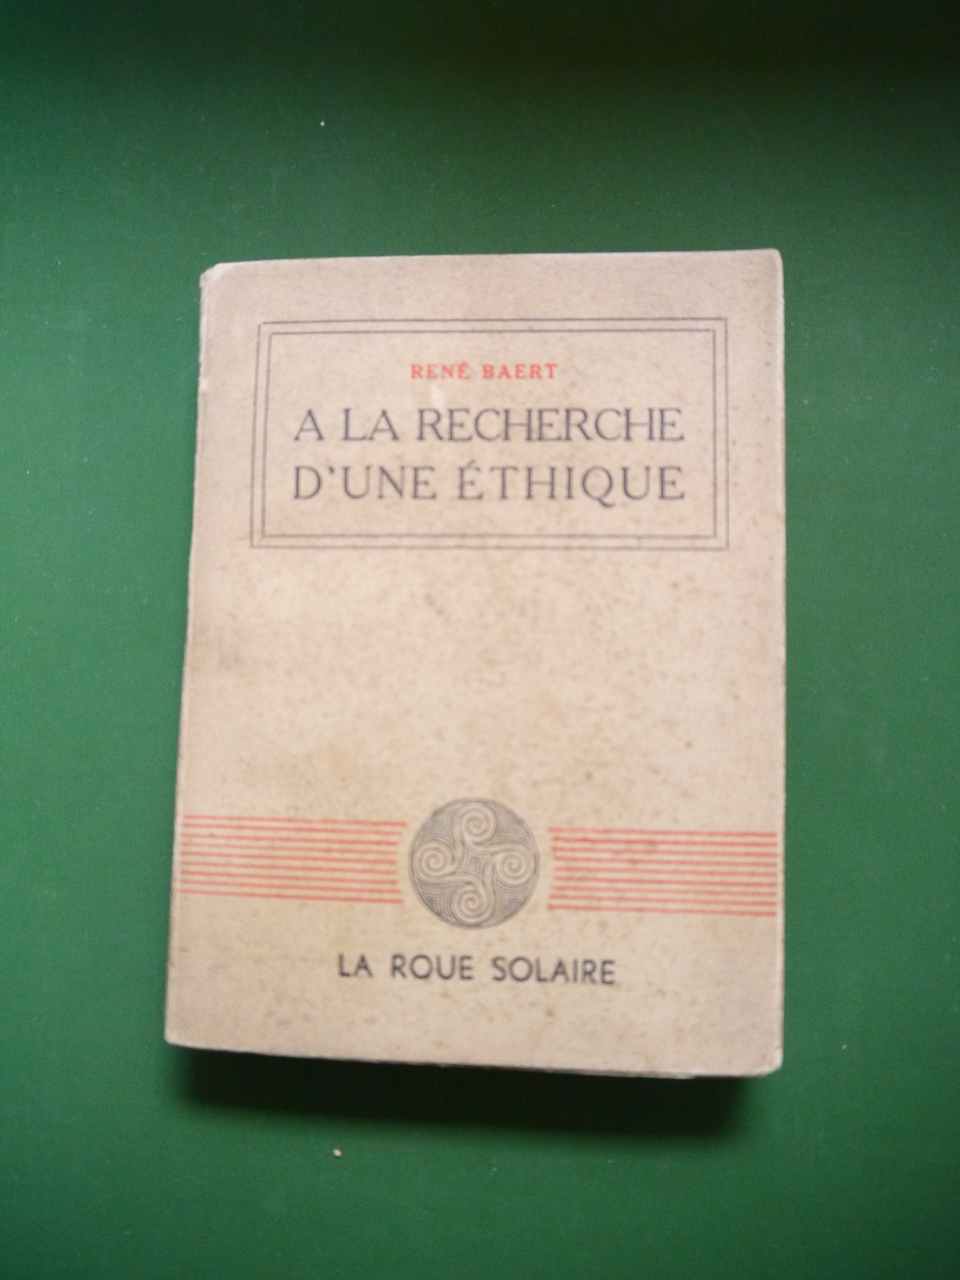 RENÉ BAERT
A LA RECHERCHE
D'UNE ÉTHIQUE
LA ROUE SOLAIRE